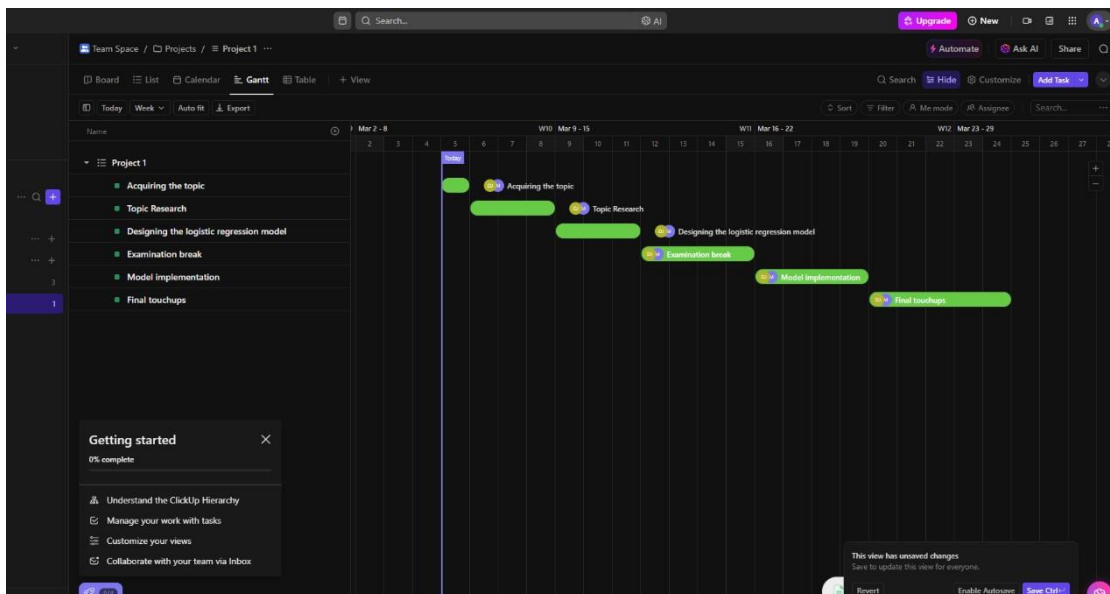 Search... AI Upgrade New A
Team Space / Projects / Project 1 ...
Automate Ask AI Share
Board List Calendar Gantt Table + View
Search Hide Customize Add Task
Today Week Auto fit Export
Sort Filter Me mode Assignee Search... ...
Name
Mar 2 - 8 W10 Mar 9 - 15 W11 Mar 16 - 22 W12 Mar 23 - 29
2 3 4 5 6 7 8 9 10 11 12 13 14 15 16 17 18 19 20 21 22 23 24 25 26 27
Today
Project 1
Acquiring the topic
Acquiring the topic
Topic Research
Topic Research
Designing the logistic regression model
Designing the logistic regression model
Examination break
Examination break
Model implementation
Model implementation
Final touchups
Final touchups
3
1
Getting started
0% complete
Understand the ClickUp Hierarchy
Manage your work with tasks
Customize your views
Collaborate with your team via Inbox
This view has unsaved changes
Save to update this view for everyone.
Revert Enable Autosave Save Ctrl